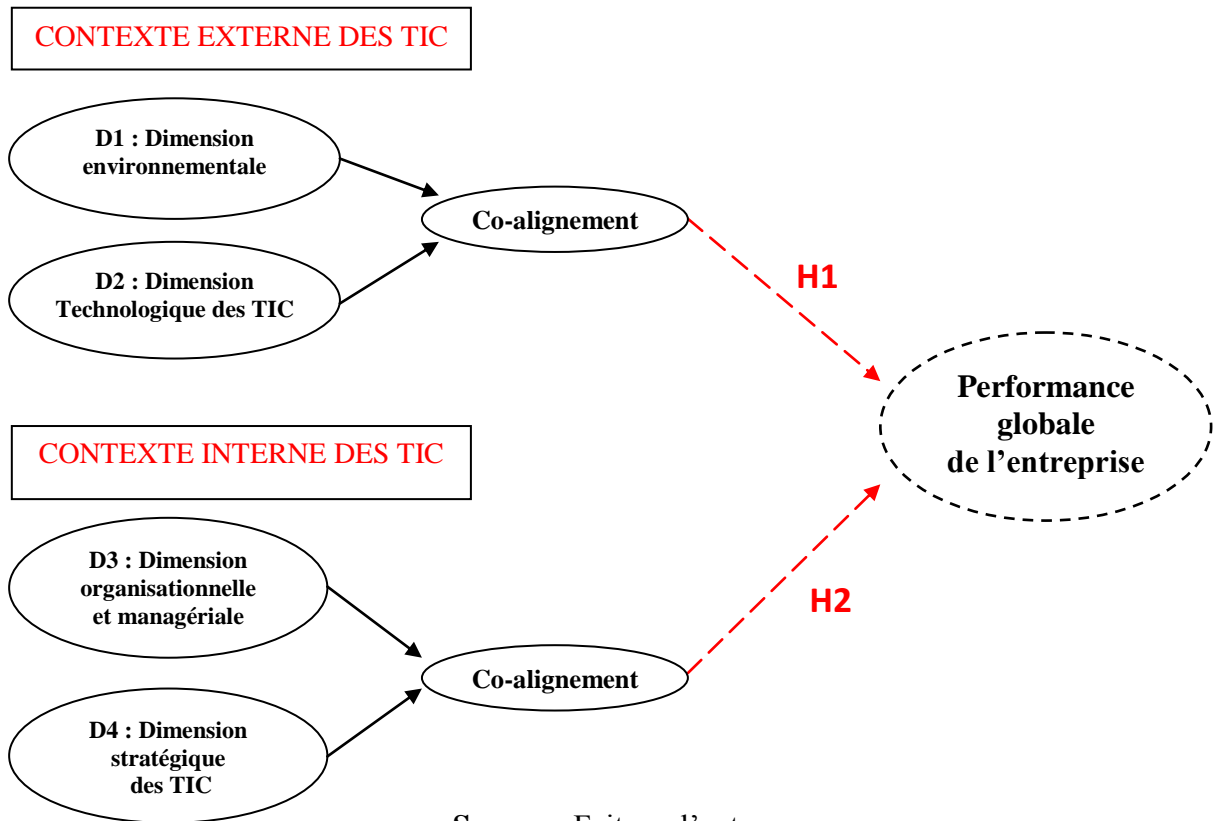 CONTEXTE EXTERNE DES TIC
D1 : Dimension
environnementale
D2 : Dimension
Technologique des TIC
Co-alignement
H1
Performance
globale
de l’entreprise
CONTEXTE INTERNE DES TIC
D3 : Dimension
organisationnelle
et managériale
D4 : Dimension
stratégique
des TIC
Co-alignement
H2